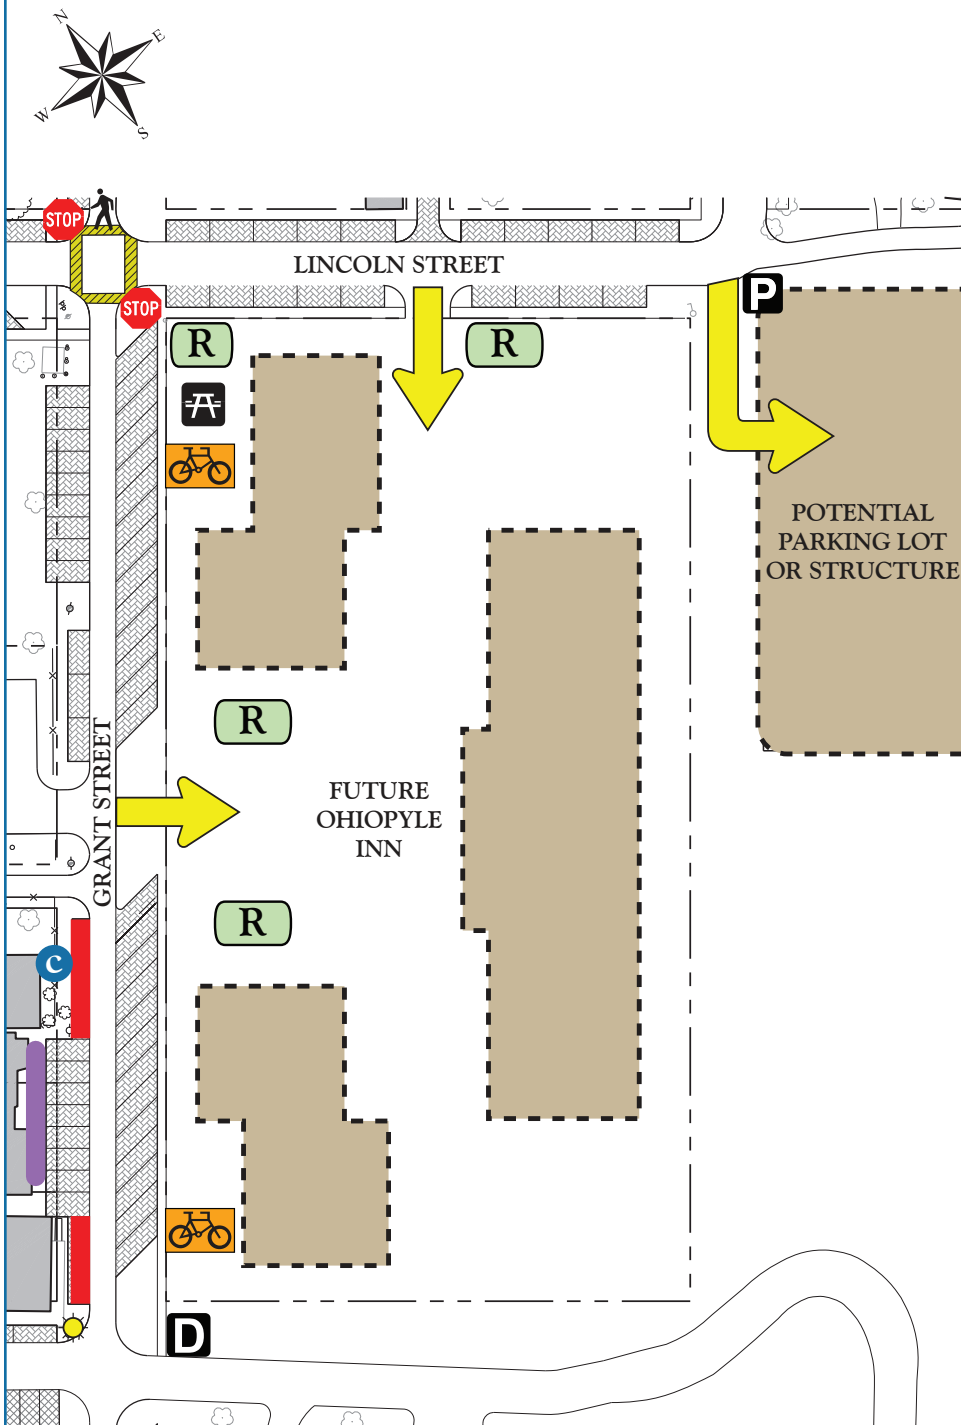 N
E
W
S
STOP
LINCOLN STREET
STOP
P
R
R
POTENTIAL
PARKING LOT
OR STRUCTURE
R
GRANT STREET
FUTURE
OHIOPYLE
INN
R
C
D